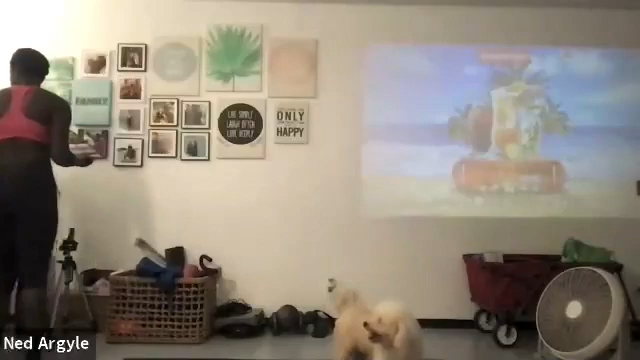 LIVE SIMPLY
LAUGH OFTEN
LOVE DEEPLY
ONLY
HAPPY
Ned Argyle